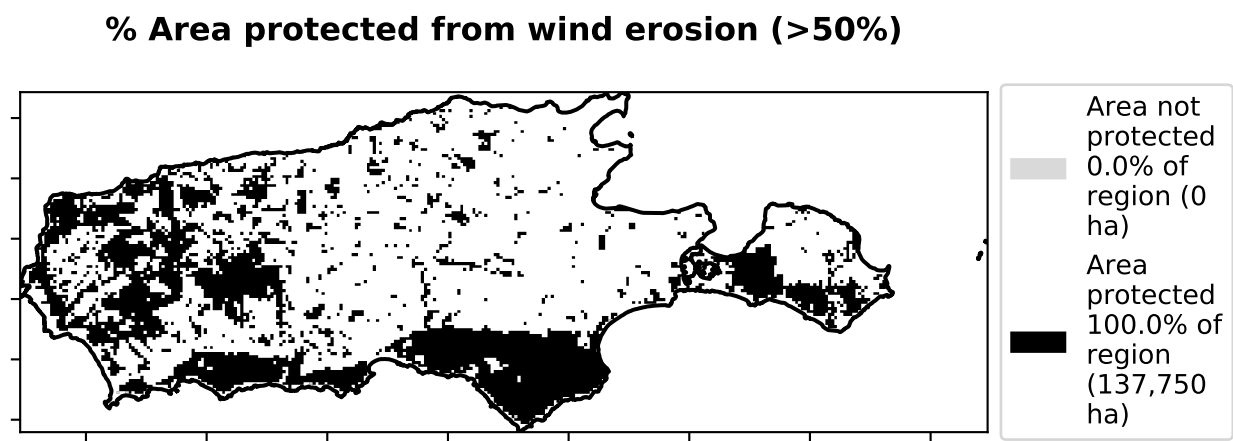 % Area protected from wind erosion (>50%)
Area not
protected
0.0% of
region (0
ha)
Area
protected
100.0% of
region
(137,750
ha)